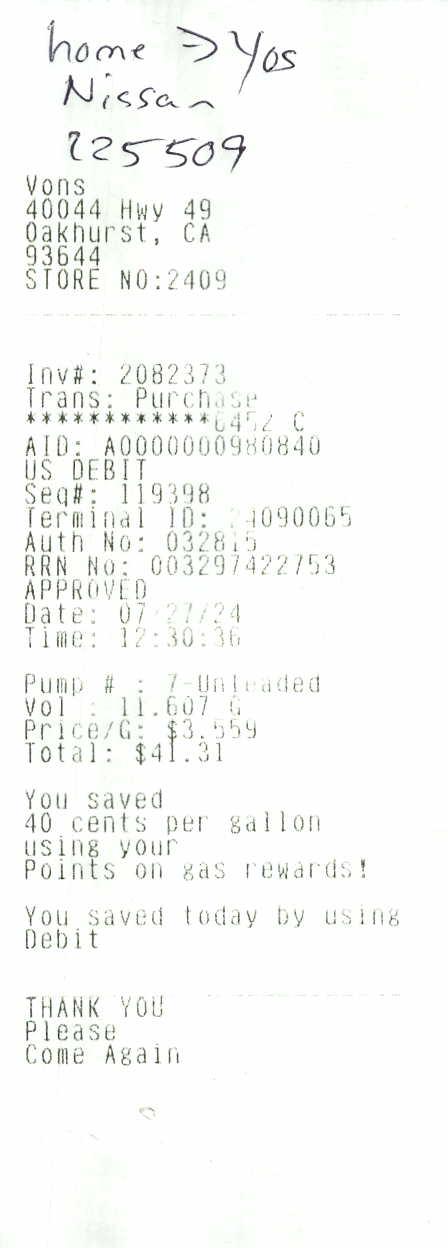 home → Yos
Nissan
225509
Vons
40044 Hwy 49
Oakhurst, CA
93644
STORE NO:2409
Inv#: 2082373
Trans: Purchase
************6452 C
AID: A0000000980840
US DEBIT
Seq#: 119398
Terminal ID: 24090065
Auth No: 032815
RRN No: 003297422753
APPROVED
Date: 07/27/24
Time: 12:30:36
Pump # : 7-Unleaded
Vol : 11.607 G
Price/G: $3.559
Total: $41.31
You saved
40 cents per gallon
using your
Points on gas rewards!
You saved today by using
Debit
THANK YOU
Please
Come Again